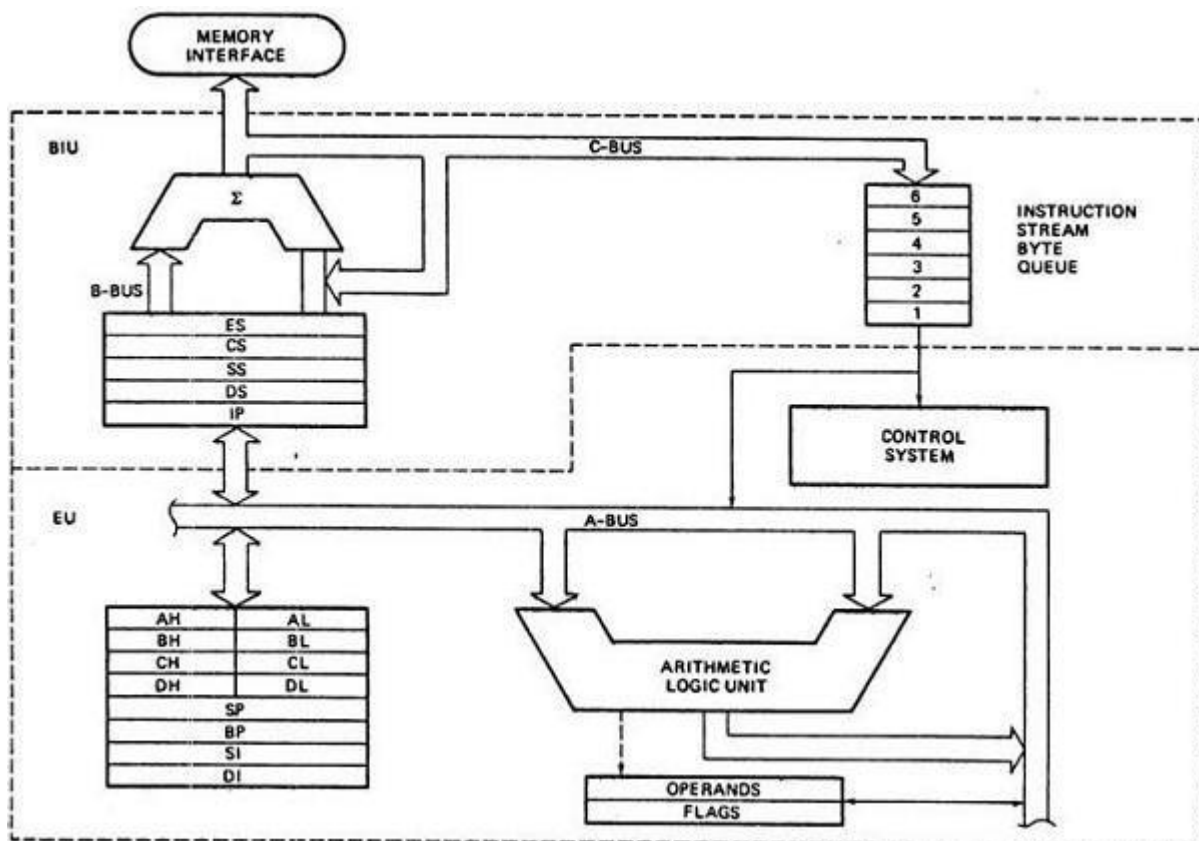 MEMORY
INTERFACE
BIU
C-BUS
Σ
B-BUS
6
5
4
3
2
1
INSTRUCTION
STREAM
BYTE
QUEUE
ES
CS
SS
DS
IP
CONTROL
SYSTEM
EU
A-BUS
AH AL
BH BL
CH CL
DH DL
SP
BP
SI
DI
ARITHMETIC
LOGIC UNIT
OPERANDS
FLAGS